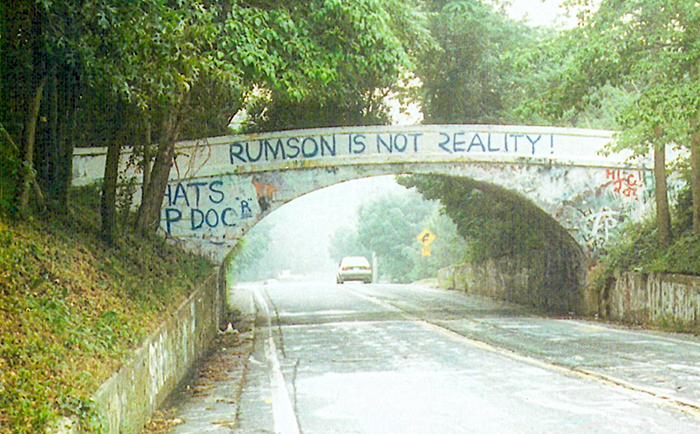 RUMSON IS NOT REALITY!
HATS
P DOC